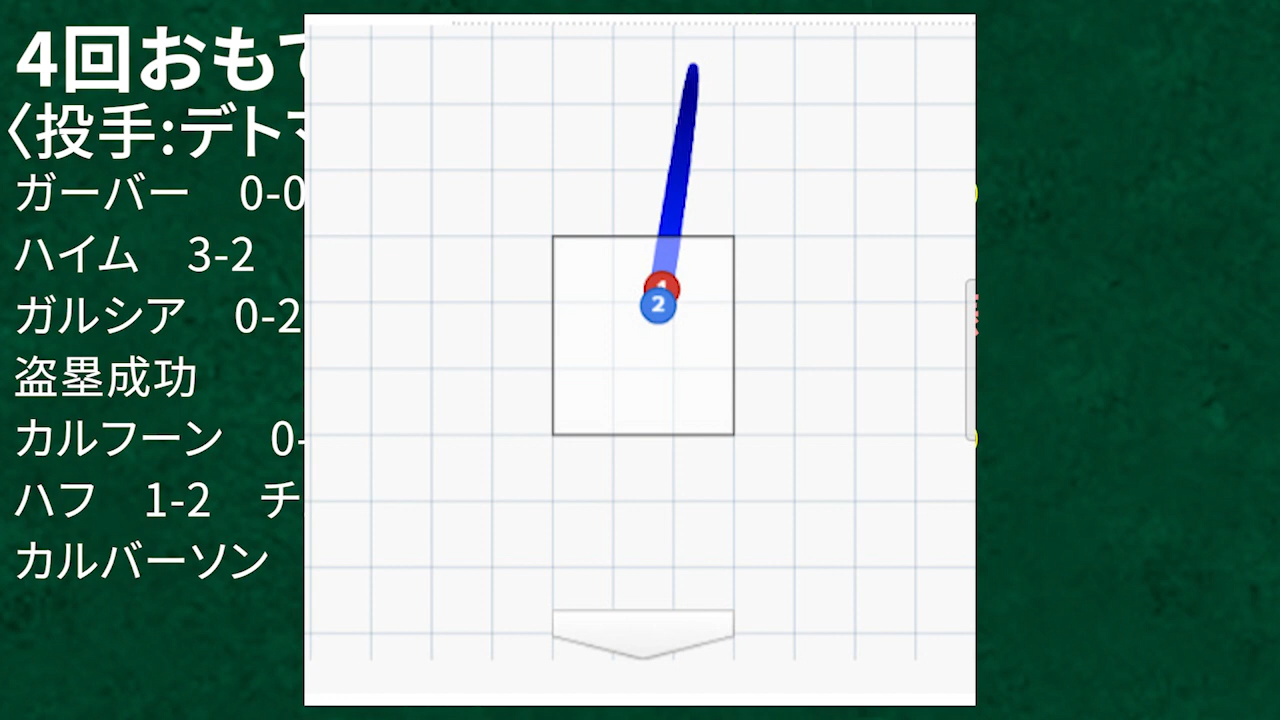 4回おもて
〈投手:デトマ
ガーバー 0-0
ハイム 3-2
ガルシア 0-2
盗塁成功
カルフーン 0-
ハフ 1-2 チ
カルバーソン
1
2